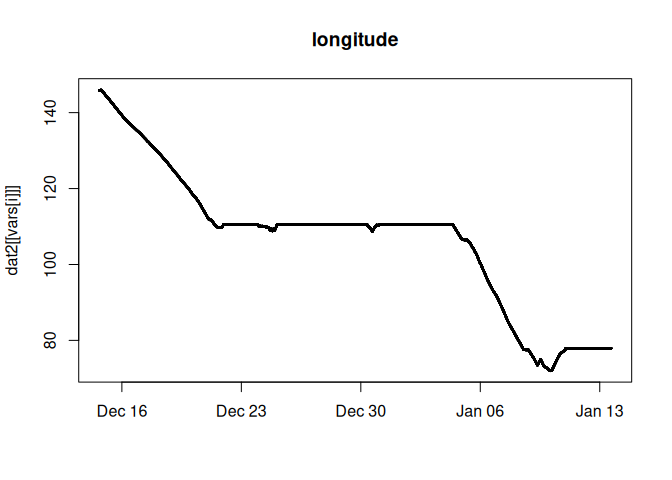 longitude
dat2[[vars[i]]]
140
120
100
80
Dec 16
Dec 23
Dec 30
Jan 06
Jan 13